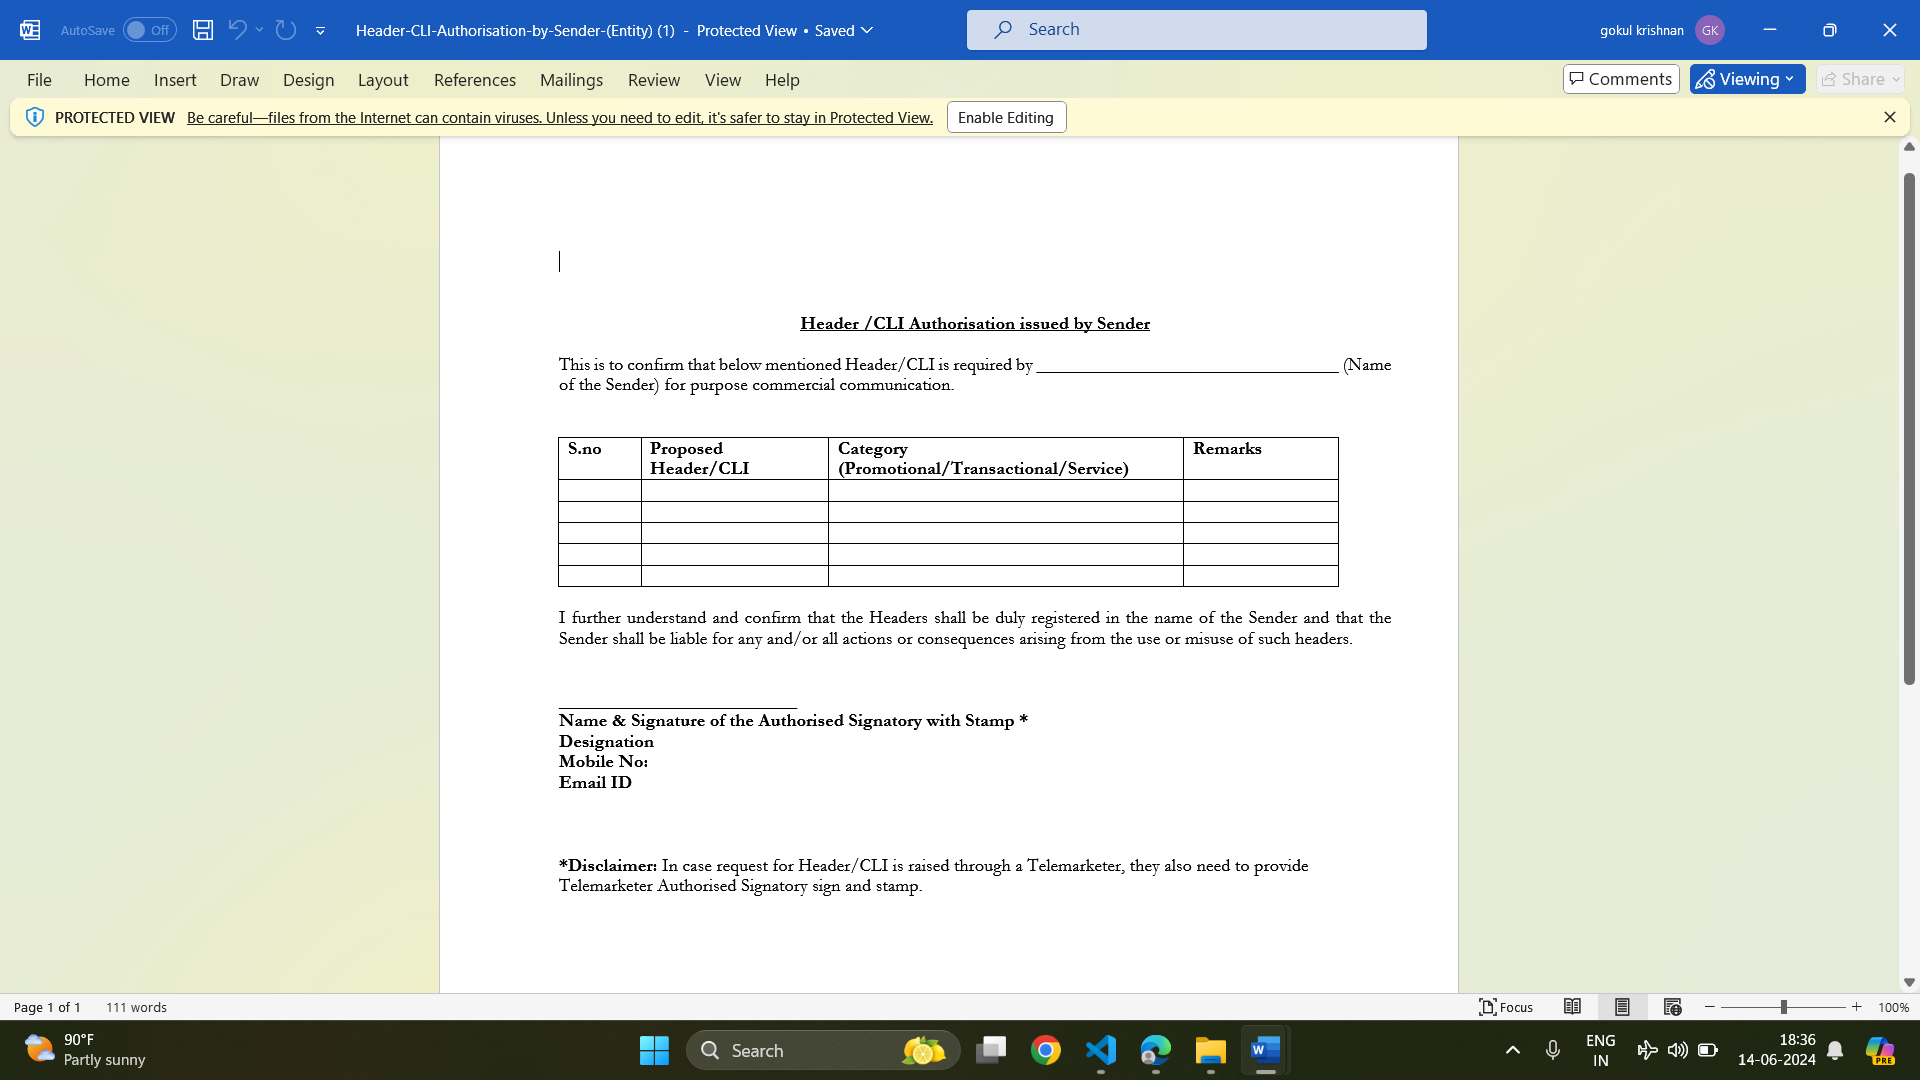 AutoSave Off
Header-CLI-Authorisation-by-Sender-(Entity) (1) - Protected View • Saved
Search
gokul krishnan GK
File Home Insert Draw Design Layout References Mailings Review View Help
Comments Viewing Share
PROTECTED VIEW Be careful—files from the Internet can contain viruses. Unless you need to edit, it's safer to stay in Protected View. Enable Editing
Header /CLI Authorisation issued by Sender
This is to confirm that below mentioned Header/CLI is required by _________________________________ (Name
of the Sender) for purpose commercial communication.
S.no Proposed Header/CLI Category (Promotional/Transactional/Service) Remarks
I further understand and confirm that the Headers shall be duly registered in the name of the Sender and that the
Sender shall be liable for any and/or all actions or consequences arising from the use or misuse of such headers.
__________________________
Name & Signature of the Authorised Signatory with Stamp *
Designation
Mobile No:
Email ID
*Disclaimer: In case request for Header/CLI is raised through a Telemarketer, they also need to provide
Telemarketer Authorised Signatory sign and stamp.
Page 1 of 1 111 words
Focus 100%
90°F
Partly sunny
Search
ENG
IN
18:36
14-06-2024
PRE